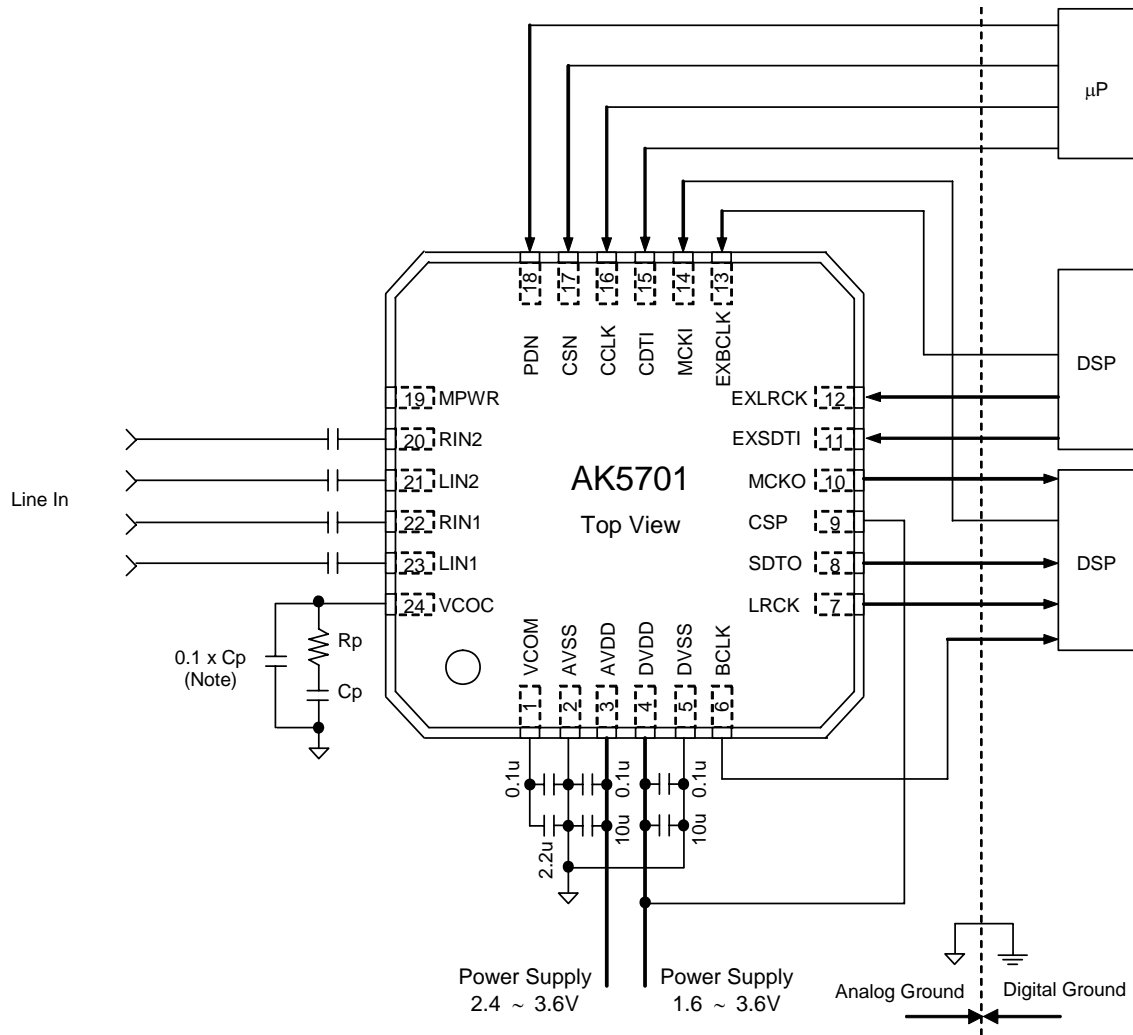 μP
18
17
16
15
14
13
PDN
CSN
CCLK
CDTI
MCKI
EXBCLK
DSP
19 MPWR
EXLRCK 12
20 RIN2
EXSDTI 11
Line In
21 LIN2
AK5701
MCKO 10
22 RIN1
Top View
CSP 9
23 LIN1
SDTO 8
DSP
24 VCOC
LRCK 7
0.1 x Cp
(Note)
Rp
Cp
VCOM
AVSS
AVDD
DVDD
DVSS
BCLK
1
2
3
4
5
6
0.1u
0.1u
0.1u
2.2u
10u
10u
Power Supply
2.4 ~ 3.6V
Power Supply
1.6 ~ 3.6V
Analog Ground
Digital Ground